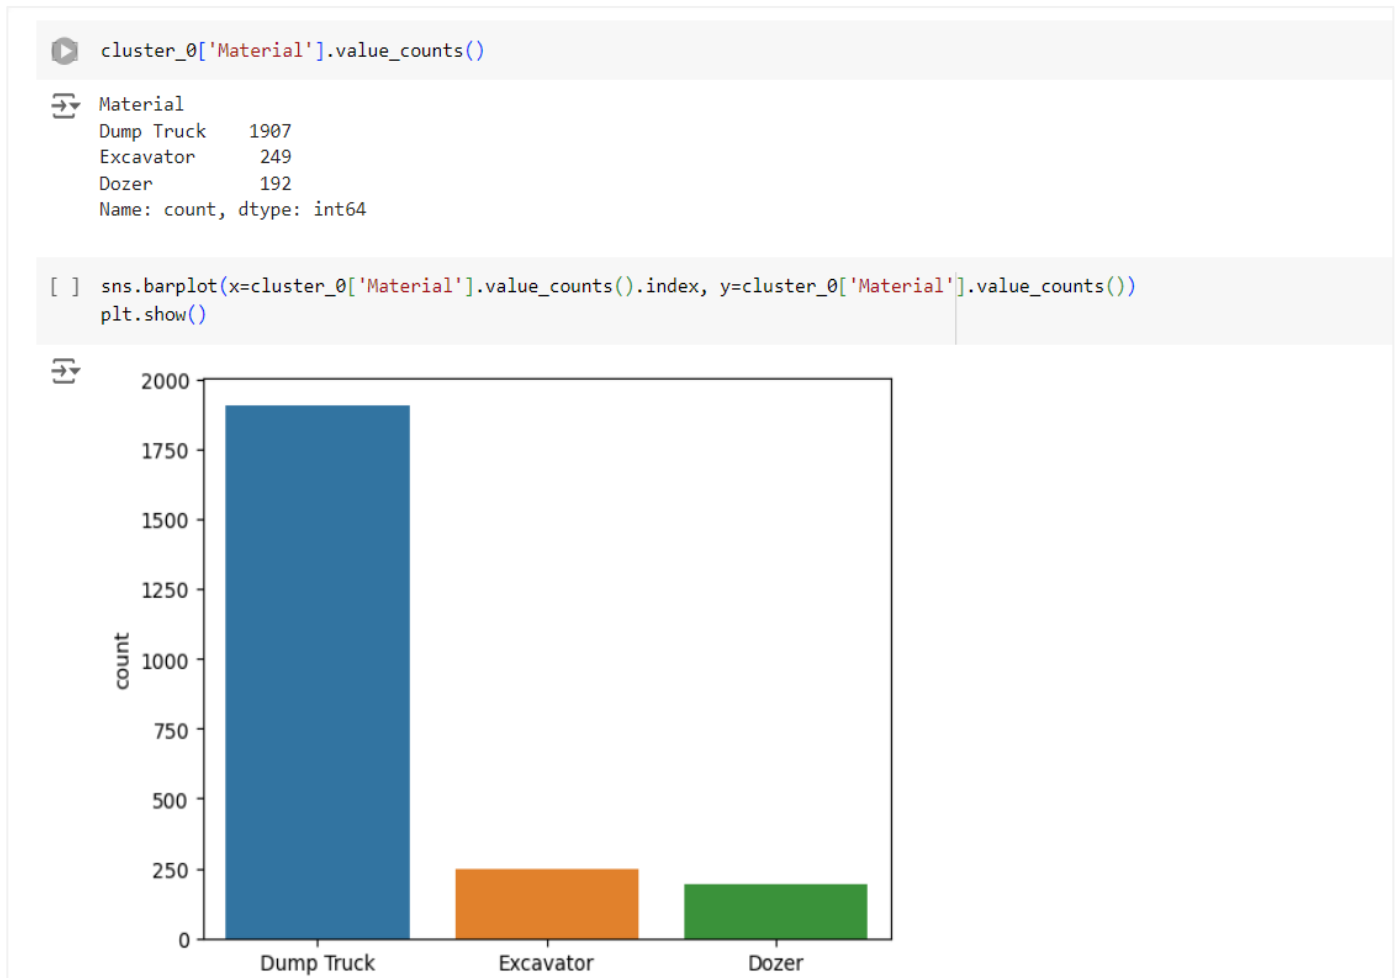 cluster_0['Material'].value_counts()
Material
Dump Truck    1907
Excavator      249
Dozer          192
Name: count, dtype: int64
[ ] sns.barplot(x=cluster_0['Material'].value_counts().index, y=cluster_0['Material'].value_counts())
plt.show()
2000
1750
1500
1250
1000
750
500
250
0
count
Dump Truck Excavator Dozer